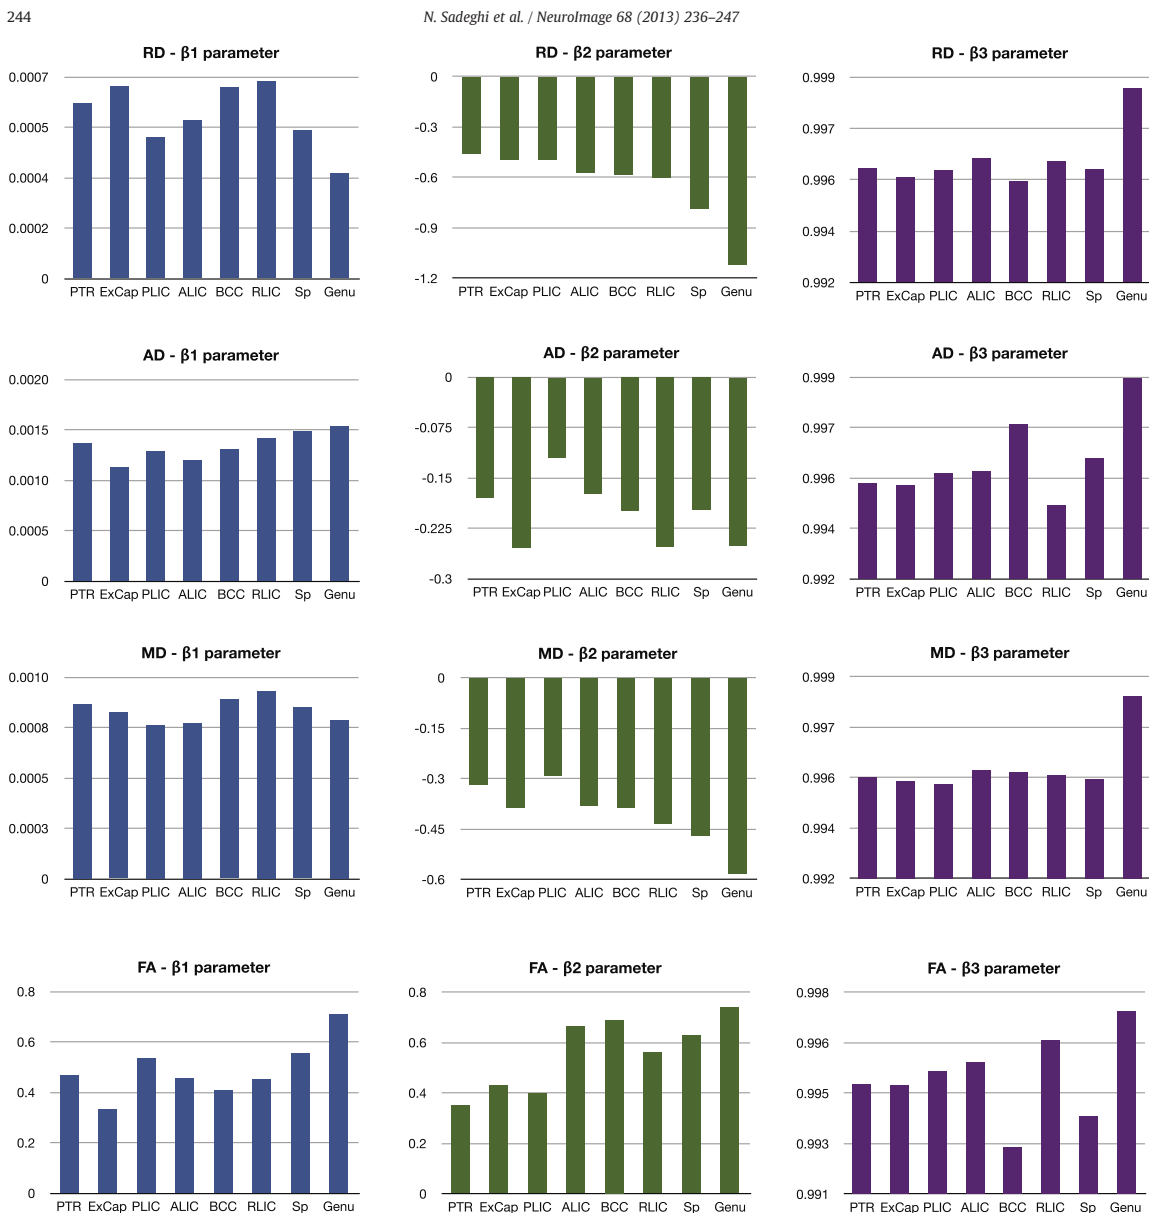 244
N. Sadeghi et al. / NeuroImage 68 (2013) 236–247
RD - β1 parameter
0.0007
0.0005
0.0004
0.0002
0
PTR ExCap PLIC ALIC BCC RLIC Sp Genu
RD - β2 parameter
0
-0.3
-0.6
-0.9
-1.2
PTR ExCap PLIC ALIC BCC RLIC Sp Genu
RD - β3 parameter
0.999
0.997
0.996
0.994
0.992
PTR ExCap PLIC ALIC BCC RLIC Sp Genu
AD - β1 parameter
0.0020
0.0015
0.0010
0.0005
0
PTR ExCap PLIC ALIC BCC RLIC Sp Genu
AD - β2 parameter
0
-0.075
-0.15
-0.225
-0.3
PTR ExCap PLIC ALIC BCC RLIC Sp Genu
AD - β3 parameter
0.999
0.997
0.996
0.994
0.992
PTR ExCap PLIC ALIC BCC RLIC Sp Genu
MD - β1 parameter
0.0010
0.0008
0.0005
0.0003
0
PTR ExCap PLIC ALIC BCC RLIC Sp Genu
MD - β2 parameter
0
-0.15
-0.3
-0.45
-0.6
PTR ExCap PLIC ALIC BCC RLIC Sp Genu
MD - β3 parameter
0.999
0.997
0.996
0.994
0.992
PTR ExCap PLIC ALIC BCC RLIC Sp Genu
FA - β1 parameter
0.8
0.6
0.4
0.2
0
PTR ExCap PLIC ALIC BCC RLIC Sp Genu
FA - β2 parameter
0.8
0.6
0.4
0.2
0
PTR ExCap PLIC ALIC BCC RLIC Sp Genu
FA - β3 parameter
0.998
0.996
0.995
0.993
0.991
PTR ExCap PLIC ALIC BCC RLIC Sp Genu